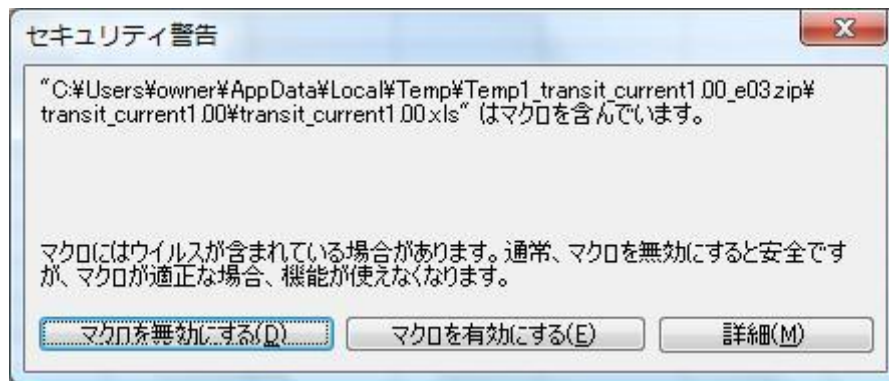 セキュリティ警告
"C:¥Users¥owner¥AppData¥Local¥Temp¥Temp1_transit_current1.00_e03.zip¥
transit_current1.00¥transit_current1.00.xls" はマクロを含んでいます。
マクロにはウイルスが含まれている場合があります。通常、マクロを無効にすると安全です
が、マクロが適正な場合、機能が使えなくなります。
マクロを無効にする(D) マクロを有効にする(E) 詳細(M)